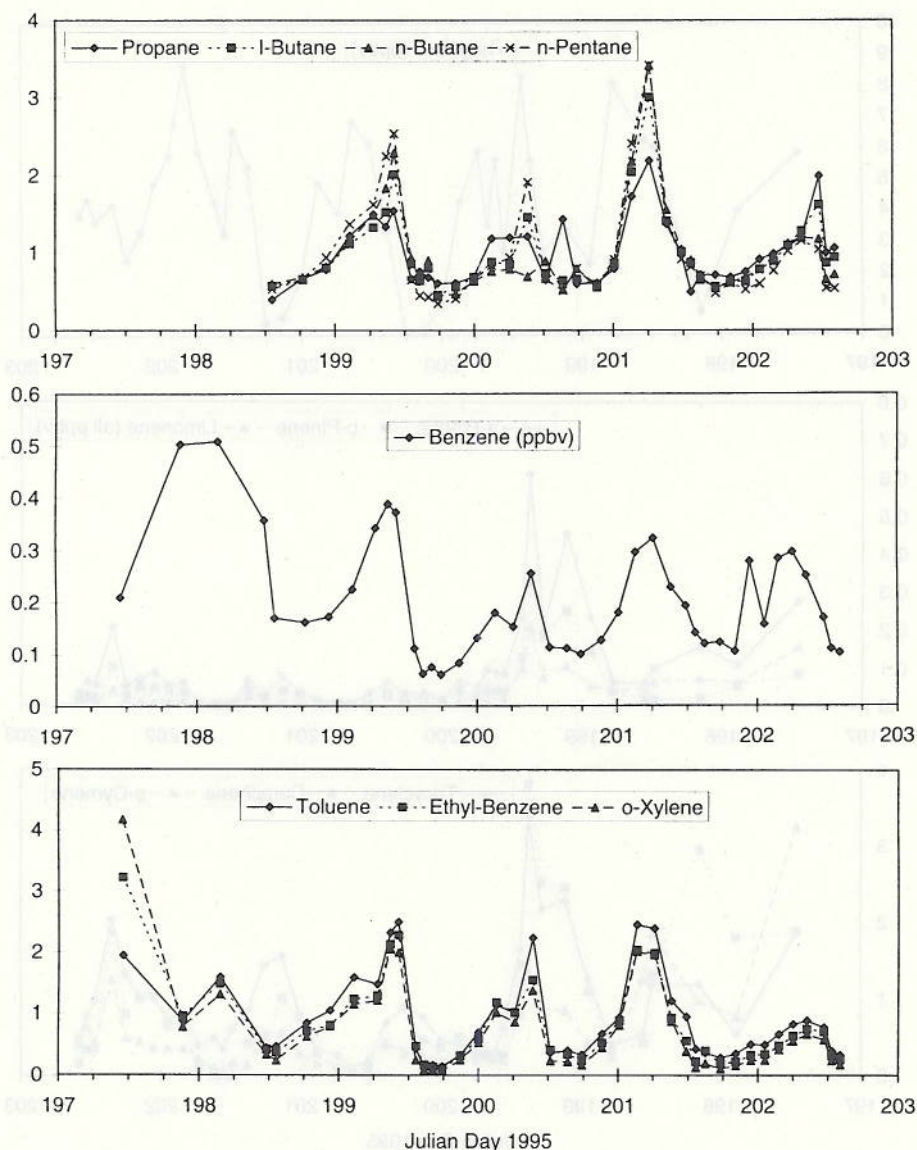 4
Propane l-Butane n-Butane n-Pentane
3
2
1
0
197 198 199 200 201 202 203
0.6
Benzene (ppbv)
0.5
0.4
0.3
0.2
0.1
0
197 198 199 200 201 202 203
5
Toluene Ethyl-Benzene o-Xylene
4
3
2
1
0
197 198 199 200 201 202 203
Julian Day 1995